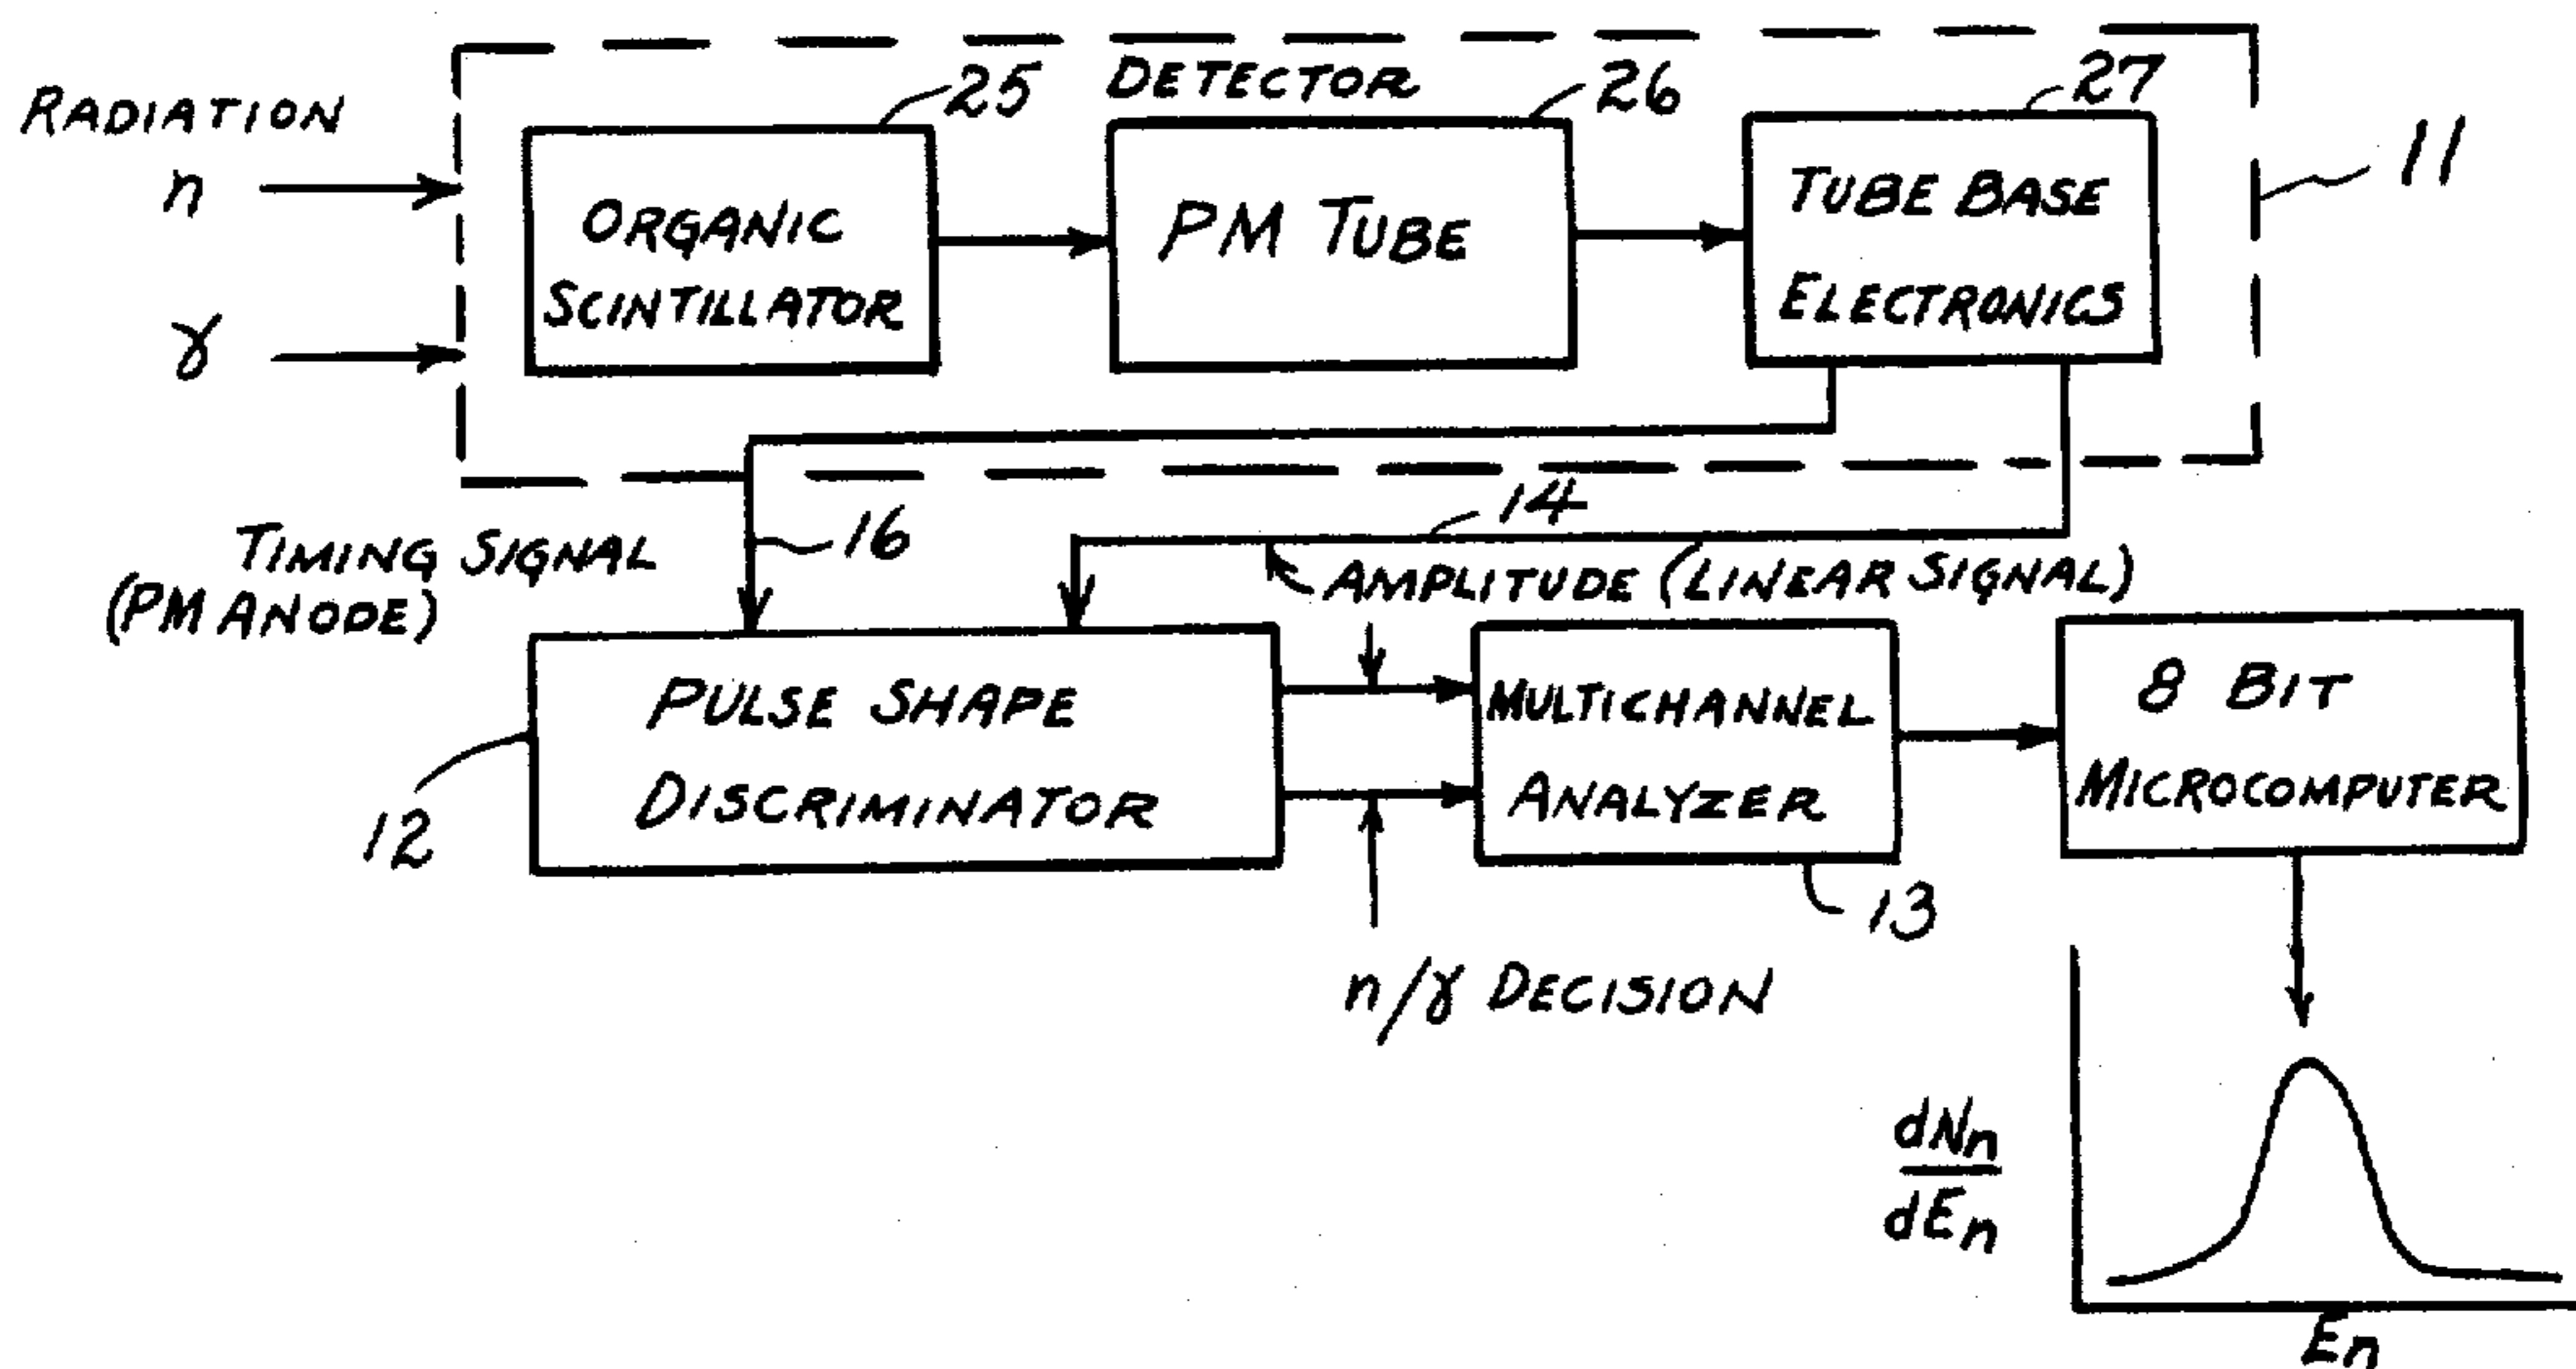 RADIATION
n
γ
DETECTOR
25
26
27
11
ORGANIC
SCINTILLATOR
PM TUBE
TUBE BASE
ELECTRONICS
TIMING SIGNAL
(PM ANODE)
16
14
AMPLITUDE (LINEAR SIGNAL)
PULSE SHAPE
DISCRIMINATOR
12
MULTICHANNEL
ANALYZER
13
8 BIT
MICROCOMPUTER
n/γ DECISION
dNn
dEn
En